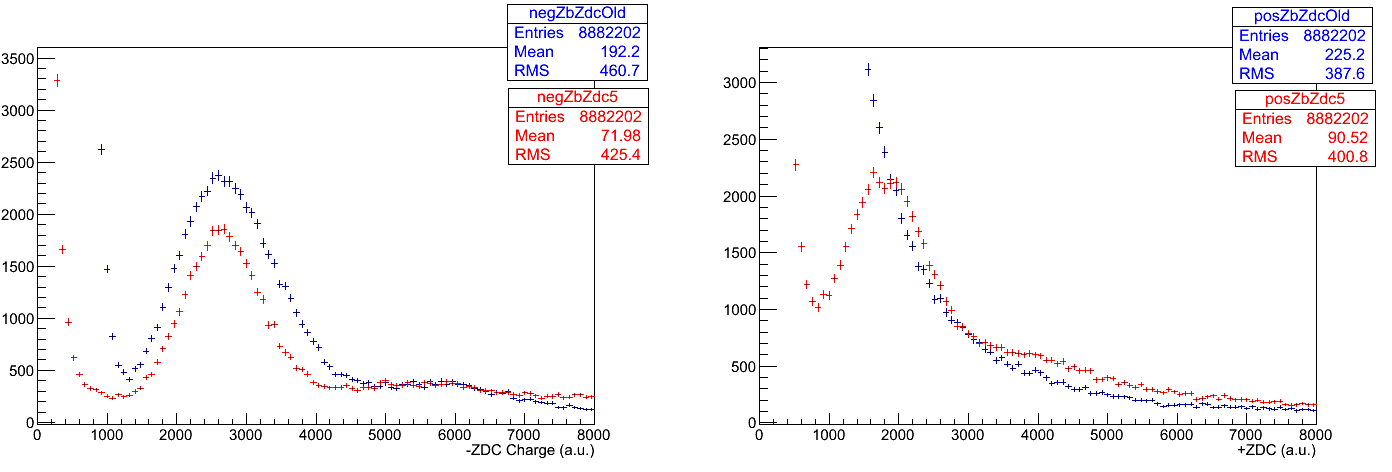 negZbZdcOld
Entries 8882202
Mean 192.2
RMS 460.7
negZbZdc5
Entries 8882202
Mean 71.98
RMS 425.4
3500
3000
2500
2000
1500
1000
500
0
0 1000 2000 3000 4000 5000 6000 7000 8000
-ZDC Charge (a.u.)
posZbZdcOld
Entries 8882202
Mean 225.2
RMS 387.6
posZbZdc5
Entries 8882202
Mean 90.52
RMS 400.8
3000
2500
2000
1500
1000
500
0
0 1000 2000 3000 4000 5000 6000 7000 8000
+ZDC (a.u.)